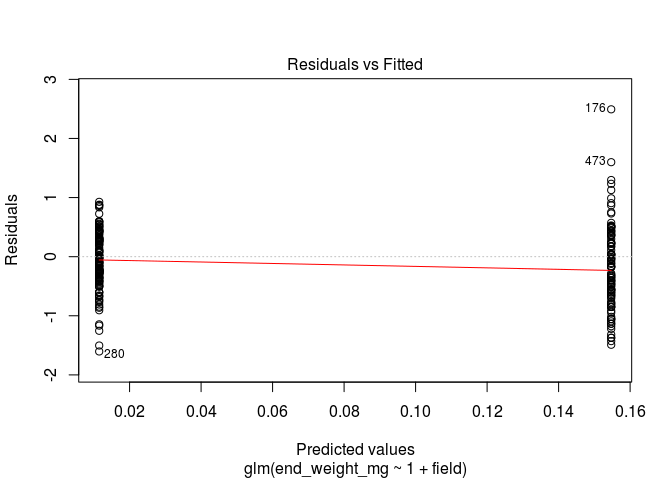 Residuals vs Fitted
3
2
1
0
-1
-2
Residuals
176
473
280
0.02 0.04 0.06 0.08 0.10 0.12 0.14 0.16
Predicted values
glm(end_weight_mg ~ 1 + field)